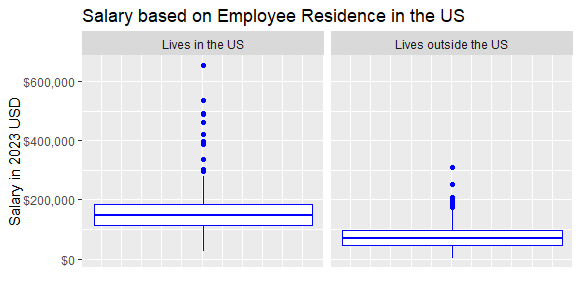 Salary based on Employee Residence in the US
Lives in the US
Lives outside the US
Salary in 2023 USD
$600,000
$400,000
$200,000
$0